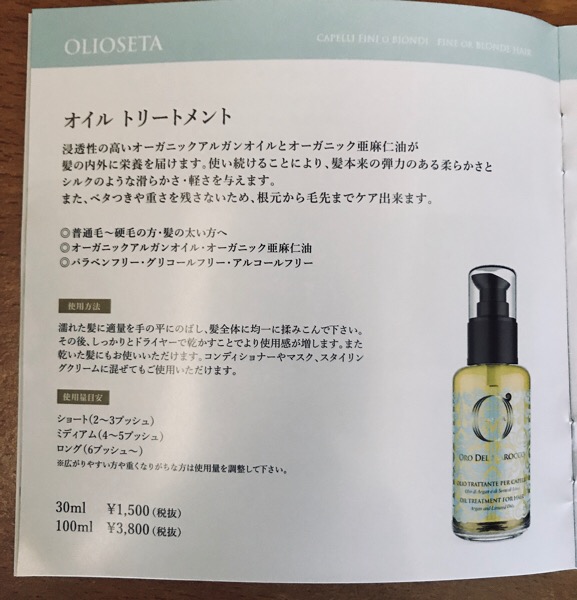 OLIOSETA
CAPELLI FINI O BIONDI FINE OR BLONDE HAIR
オイル トリートメント
浸透性の高いオーガニックアルガンオイルとオーガニック亜麻仁油が
髪の内外に栄養を届けます。使い続けることにより、髪本来の弾力のある柔らかさと
シルクのような滑らかさ・軽さを与えます。
また、ベタつきや重さを残さないため、根元から毛先までケア出来ます。
◎普通毛〜硬毛の方・髪の太い方へ
◎オーガニックアルガンオイル・オーガニック亜麻仁油
◎パラベンフリー・グリコールフリー・アルコールフリー
使用方法
濡れた髪に適量を手の平にのばし、髪全体に均一に揉みこんで下さい。
その後、しっかりとドライヤーで乾かすことでより使用感が増します。また
乾いた髪にもお使いいただけます。コンディショナーやマスク、スタイリン
グクリームに混ぜてもご使用いただけます。
使用量目安
ショート(2〜3プッシュ)
ミディアム(4〜5プッシュ)
ロング(6プッシュ〜)
※広がりやすい方や重くなりがちな方は使用量を調整して下さい。
30ml ¥1,500(税抜)
100ml ¥3,800(税抜)
ORO DEL MAROCCO
OLIO TRATTANTE PER CAPELLI
OIL TREATMENT FOR HAIR